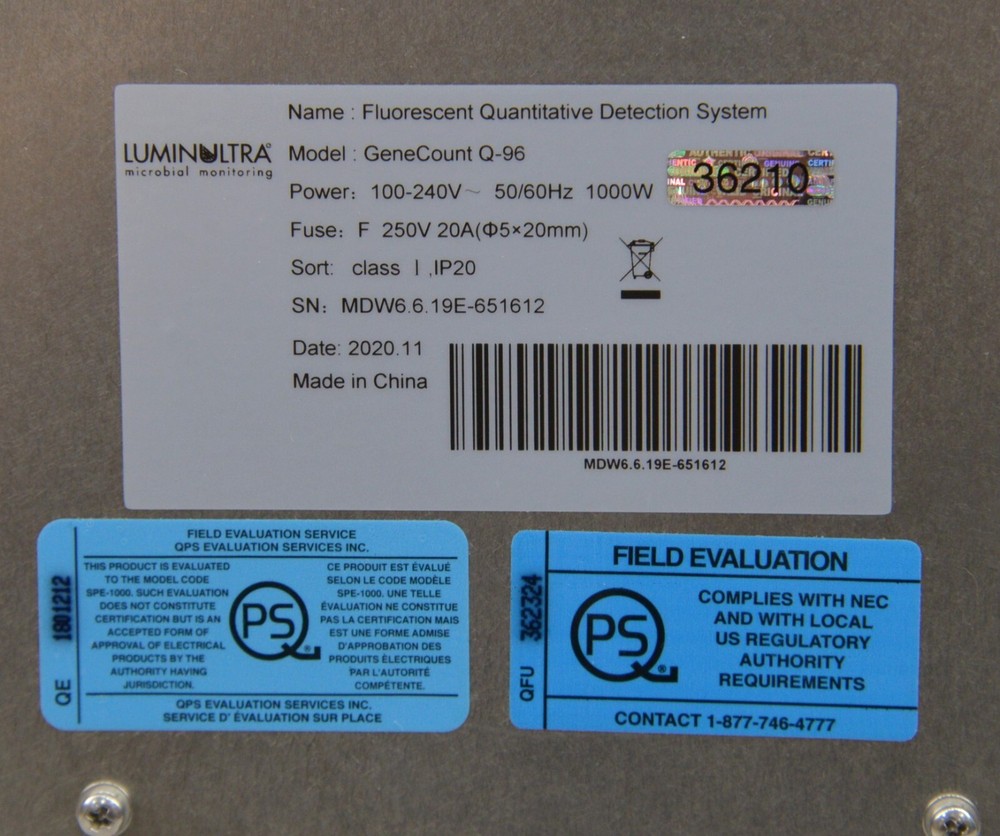 Name : Fluorescent Quantitative Detection System
LUMINULTRA®
microbial monitoring
Model : GeneCount Q-96
36210
Power: 100-240V～ 50/60Hz 1000W
Fuse: F 250V 20A(Φ5×20mm)
Sort: class Ⅰ ,IP20
SN: MDW6.6.19E-651612
Date: 2020.11
Made in China
MDW6.6.19E-651612
QE 1801212
FIELD EVALUATION SERVICE
QPS EVALUATION SERVICES INC.
THIS PRODUCT IS EVALUATED
TO THE MODEL CODE
SPE-1000. SUCH EVALUATION
DOES NOT CONSTITUTE
CERTIFICATION BUT IS AN
ACCEPTED FORM OF
APPROVAL OF ELECTRICAL
PRODUCTS BY THE
AUTHORITY HAVING
JURISDICTION.
QPS®
CE PRODUIT EST ÉVALUÉ
SELON LE CODE MODÈLE
SPE-1000. UNE TELLE
ÉVALUATION NE CONSTITUE
PAS LA CERTIFICATION MAIS
EST UNE FORME ADMISE
D'APPROBATION DES
PRODUITS ÉLECTRIQUES
PAR L'AUTORITÉ
COMPÉTENTE.
QPS EVALUATION SERVICES INC.
SERVICE D' ÉVALUATION SUR PLACE
QFU 362324
FIELD EVALUATION
QPS®
COMPLIES WITH NEC
AND WITH LOCAL
US REGULATORY
AUTHORITY
REQUIREMENTS
CONTACT 1-877-746-4777